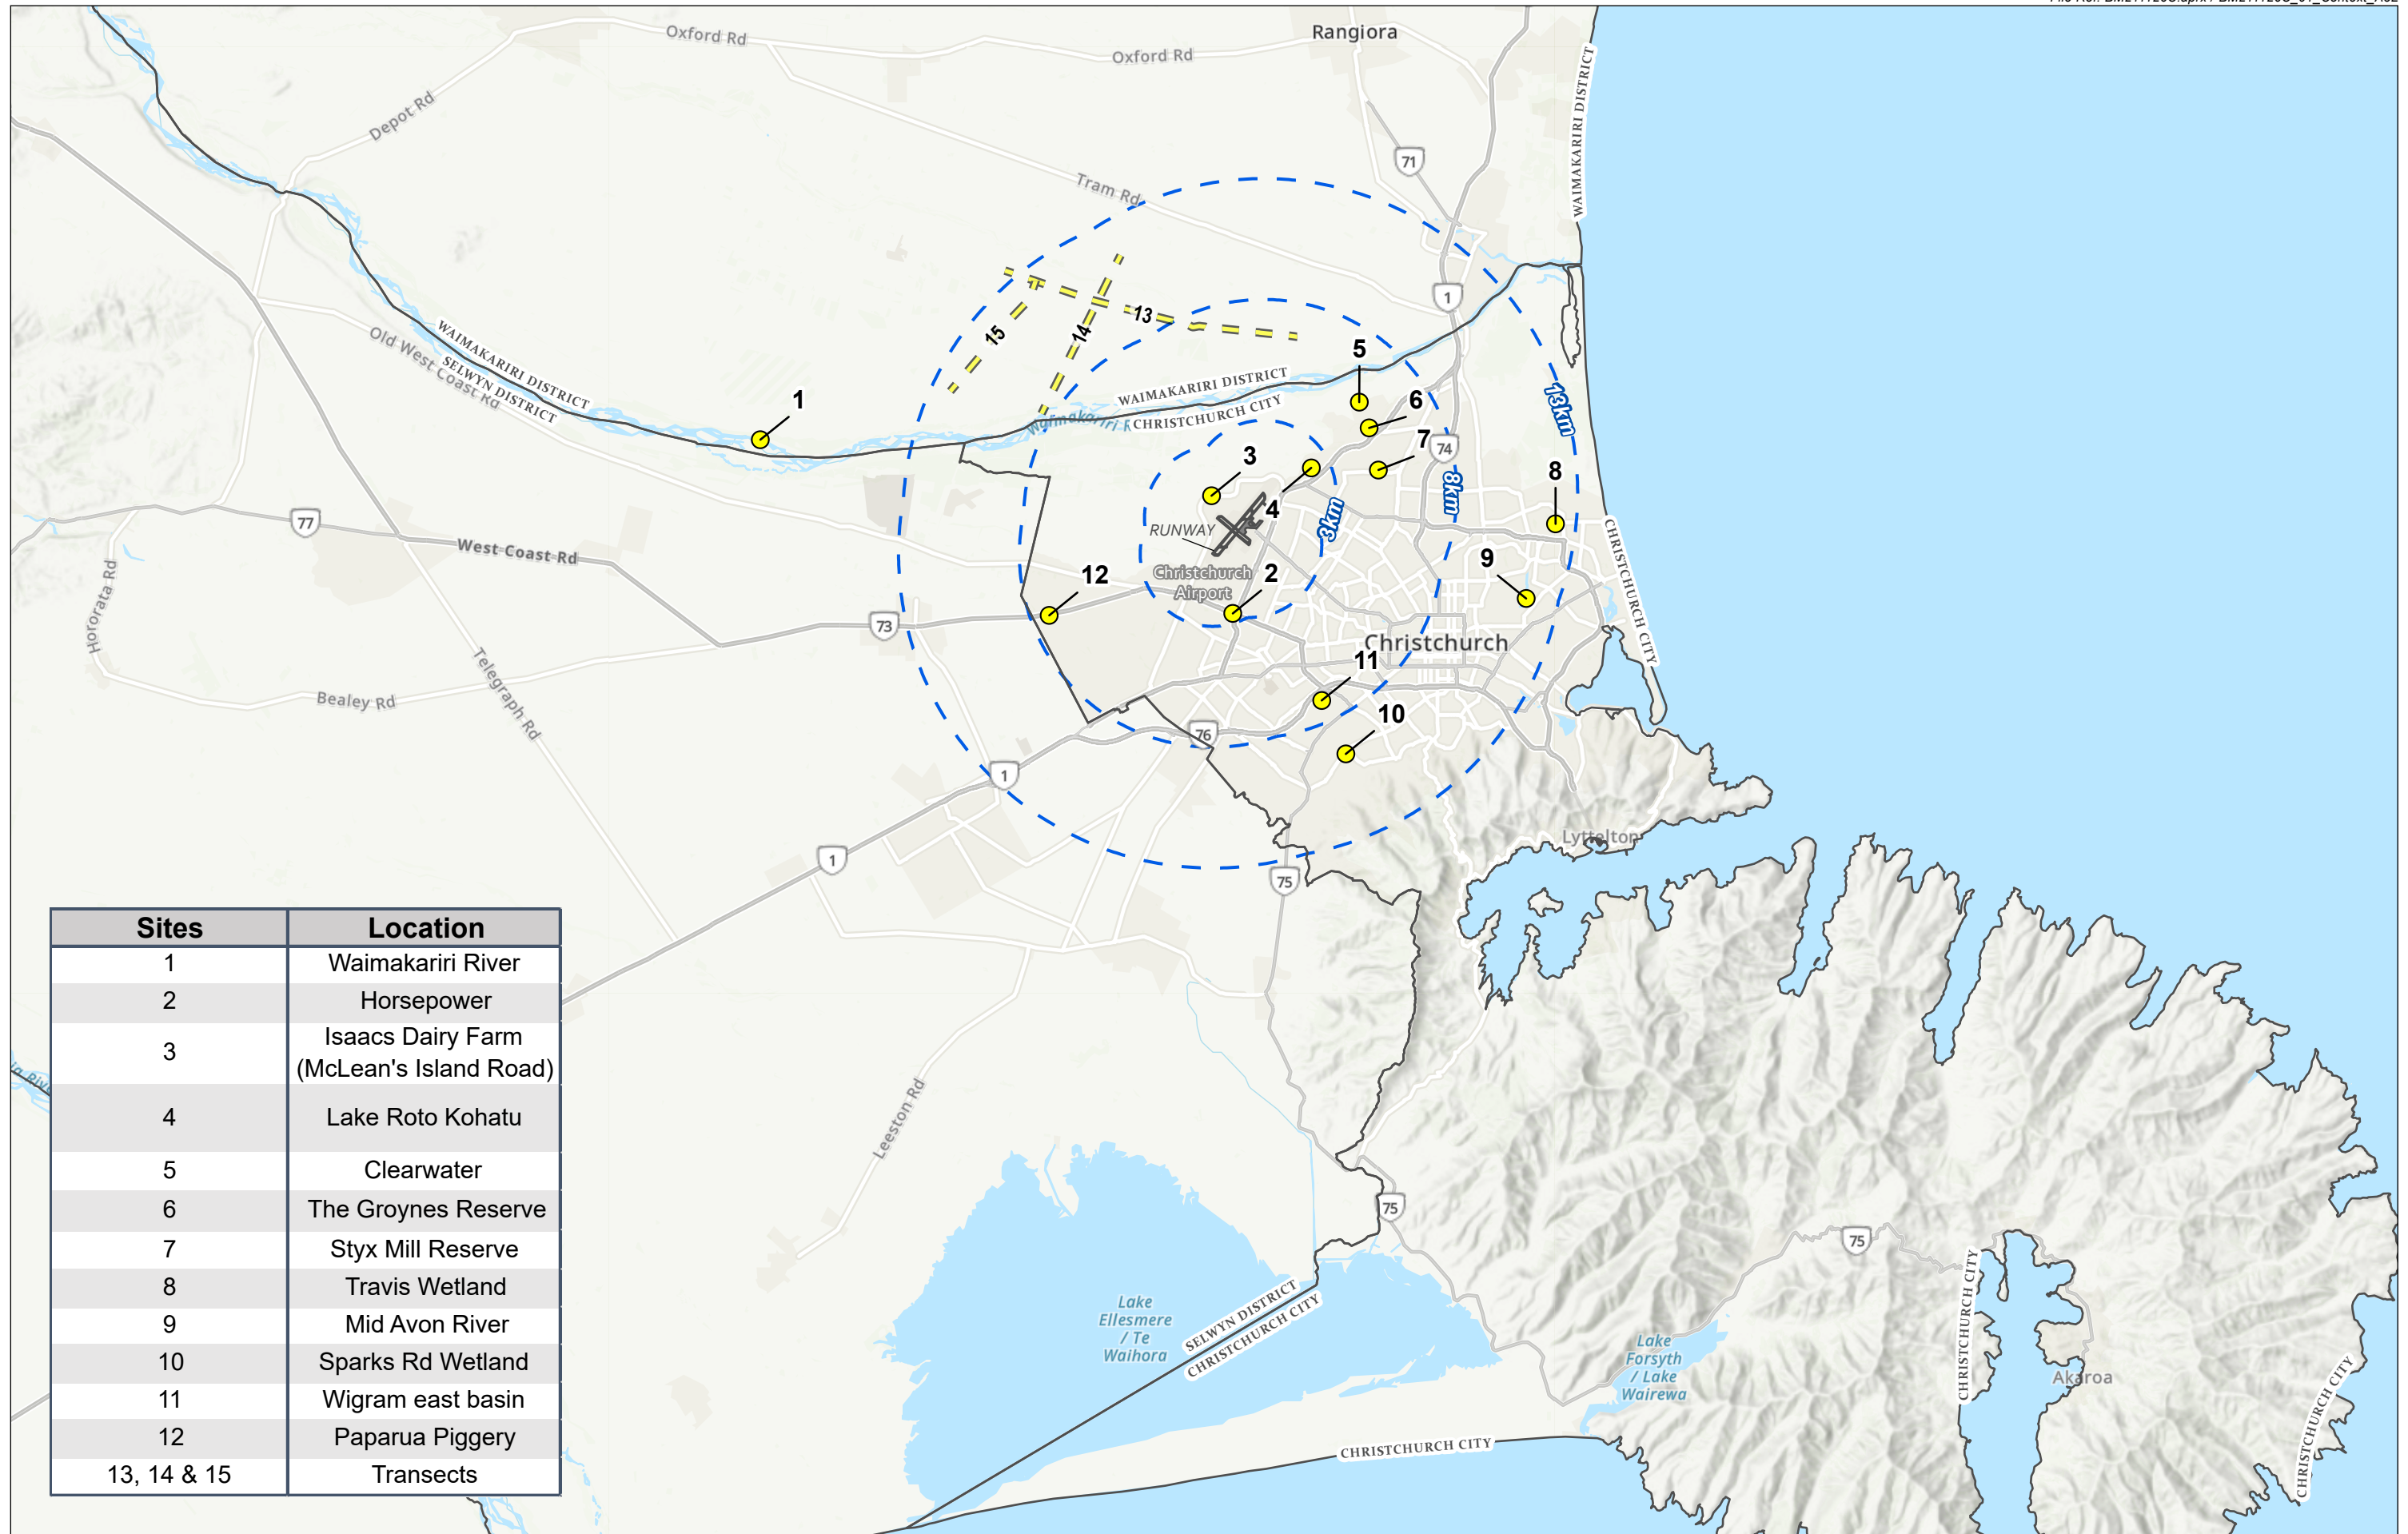 Oxford Rd
Oxford Rd
Rangiora
WAIMAKARIRI DISTRICT
Depot Rd
71
Tram Rd
1
13
15
14
5
WAIMAKARIRI DISTRICT
SELWYN DISTRICT
Old West Coast Rd
WAIMAKARIRI DISTRICT
CHRISTCHURCH CITY
1
6
13km
7
74
3
8
4
8km
3km
RUNWAY
77
West Coast Rd
CHRISTCHURCH CITY
Christchurch
Airport
2
9
12
Hororata Rd
73
Christchurch
11
Telegraph Rd
Bealey Rd
10
76
1
Lyttelton
1
75
Sites Location
1 Waimakariri River
2 Horsepower
3 Isaacs Dairy Farm
(McLean's Island Road)
4 Lake Roto Kohatu
5 Clearwater
6 The Groynes Reserve
7 Styx Mill Reserve
8 Travis Wetland
9 Mid Avon River
10 Sparks Rd Wetland
11 Wigram east basin
12 Paparua Piggery
13, 14 & 15 Transects
Leeston Rd
75
75
Lake
Ellesmere
/ Te
Waihora
SELWYN DISTRICT
CHRISTCHURCH CITY
Lake
Forsyth
/ Lake
Wairewa
CHRISTCHURCH CITY
Akaroa
CHRISTCHURCH CITY
CHRISTCHURCH CITY